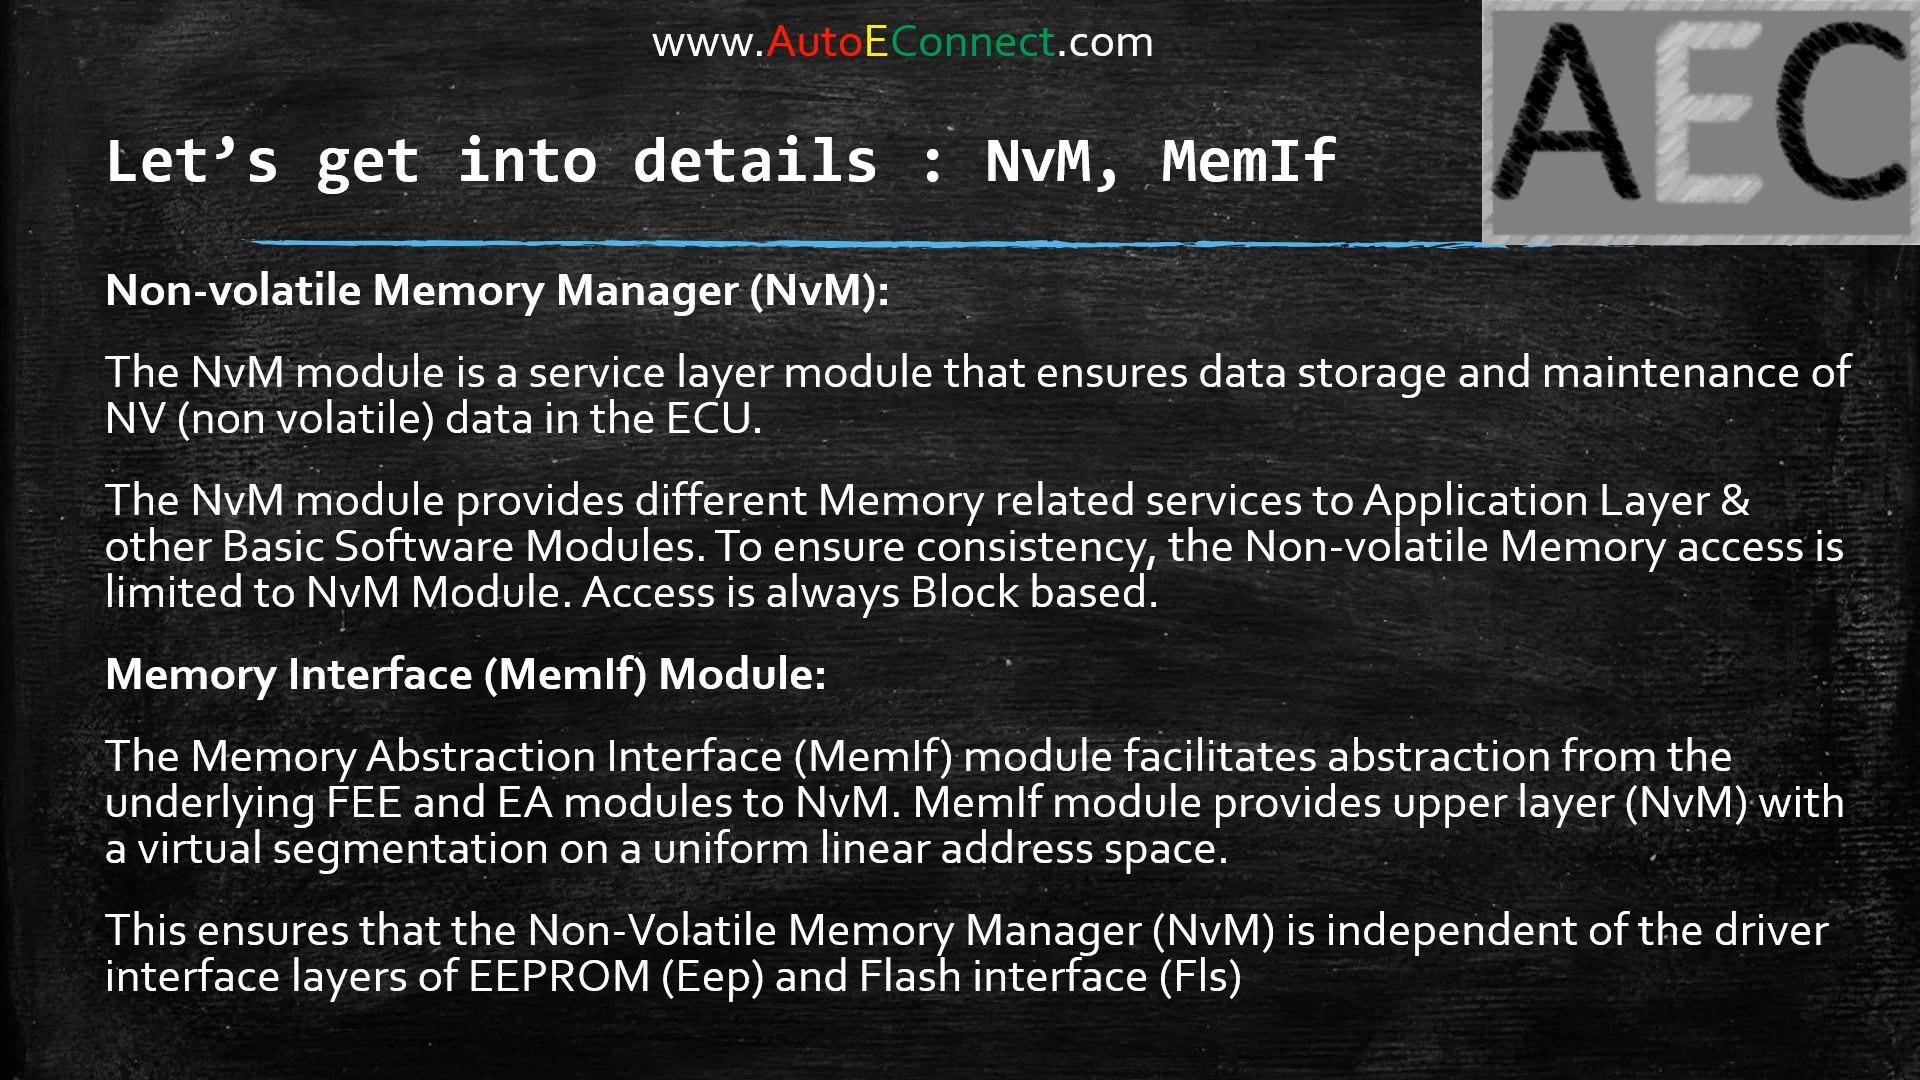 www.AutoEConnect.com
AEC
Let’s get into details : NvM, MemIf
Non-volatile Memory Manager (NvM):
The NvM module is a service layer module that ensures data storage and maintenance of
NV (non volatile) data in the ECU.
The NvM module provides different Memory related services to Application Layer &
other Basic Software Modules. To ensure consistency, the Non-volatile Memory access is
limited to NvM Module. Access is always Block based.
Memory Interface (MemIf) Module:
The Memory Abstraction Interface (MemIf) module facilitates abstraction from the
underlying FEE and EA modules to NvM. MemIf module provides upper layer (NvM) with
a virtual segmentation on a uniform linear address space.
This ensures that the Non-Volatile Memory Manager (NvM) is independent of the driver
interface layers of EEPROM (Eep) and Flash interface (Fls)